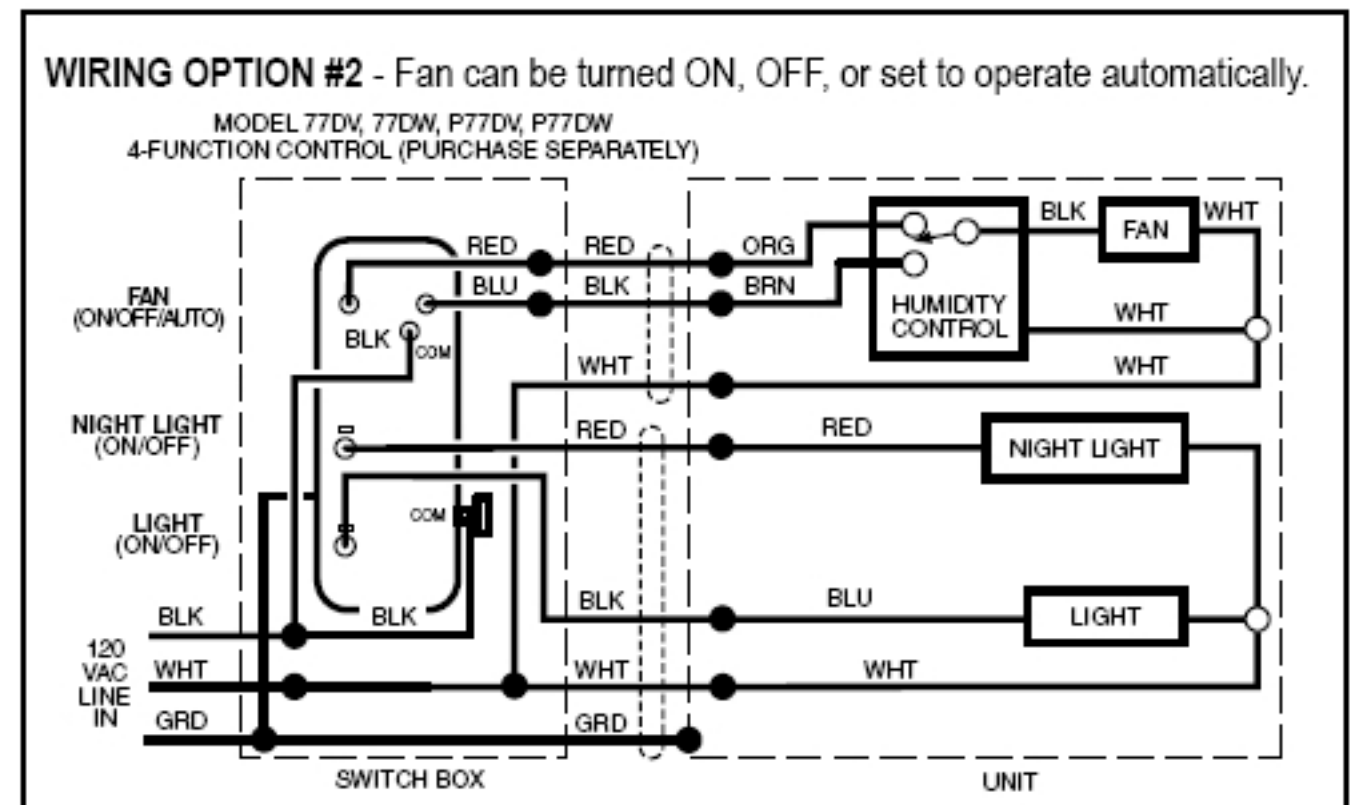 WIRING OPTION #2 - Fan can be turned ON, OFF, or set to operate automatically.
MODEL 77DV, 77DW, P77DV, P77DW
4-FUNCTION CONTROL (PURCHASE SEPARATELY)
RED RED ORG BLK FAN WHT
BLU BLK BRN
FAN
(ON/OFF/AUTO)
BLK COM
HUMIDITY
CONTROL
WHT
WHT WHT
NIGHT LIGHT
(ON/OFF)
RED RED NIGHT LIGHT
LIGHT
(ON/OFF)
COM
BLK BLK BLK BLU LIGHT
120
VAC
LINE
IN
WHT WHT WHT
GRD GRD
SWITCH BOX UNIT